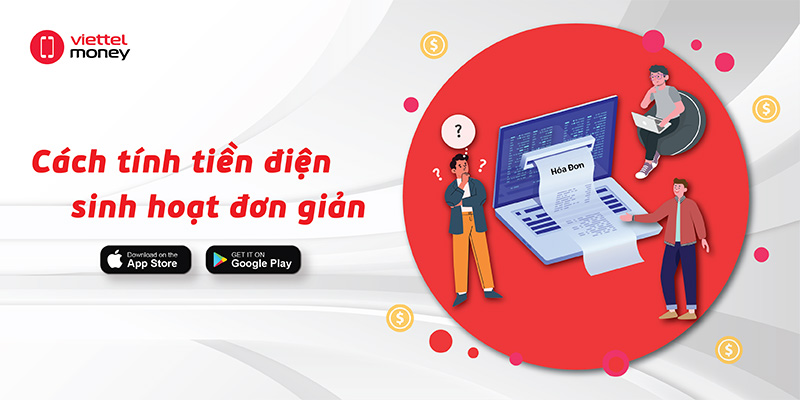 viettel
money
Cách tính tiền điện
sinh hoạt đơn giản
Download on the
App Store
GET IT ON
Google Play
?
?
?
Hóa Đơn